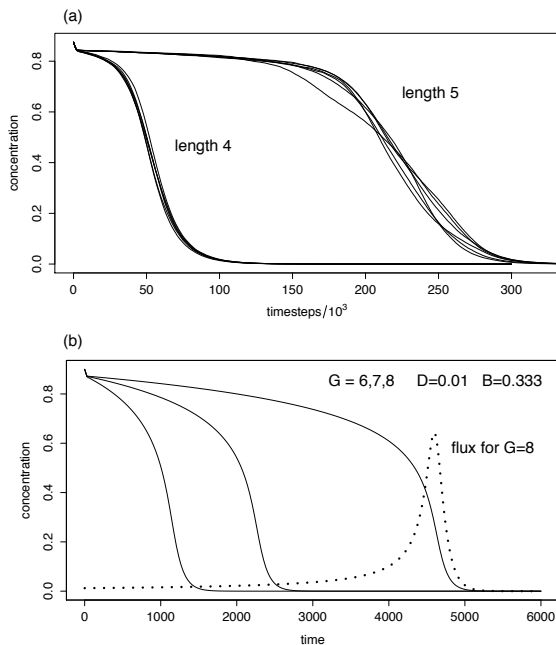 (a)
0.8
0.6
0.4
0.2
0.0
concentration
length 5
length 4
0 50 100 150 200 250 300
timesteps/10³
(b)
0.8
0.6
0.4
0.2
0.0
concentration
G = 6,7,8 D=0.01 B=0.333
flux for G=8
0 1000 2000 3000 4000 5000 6000
time